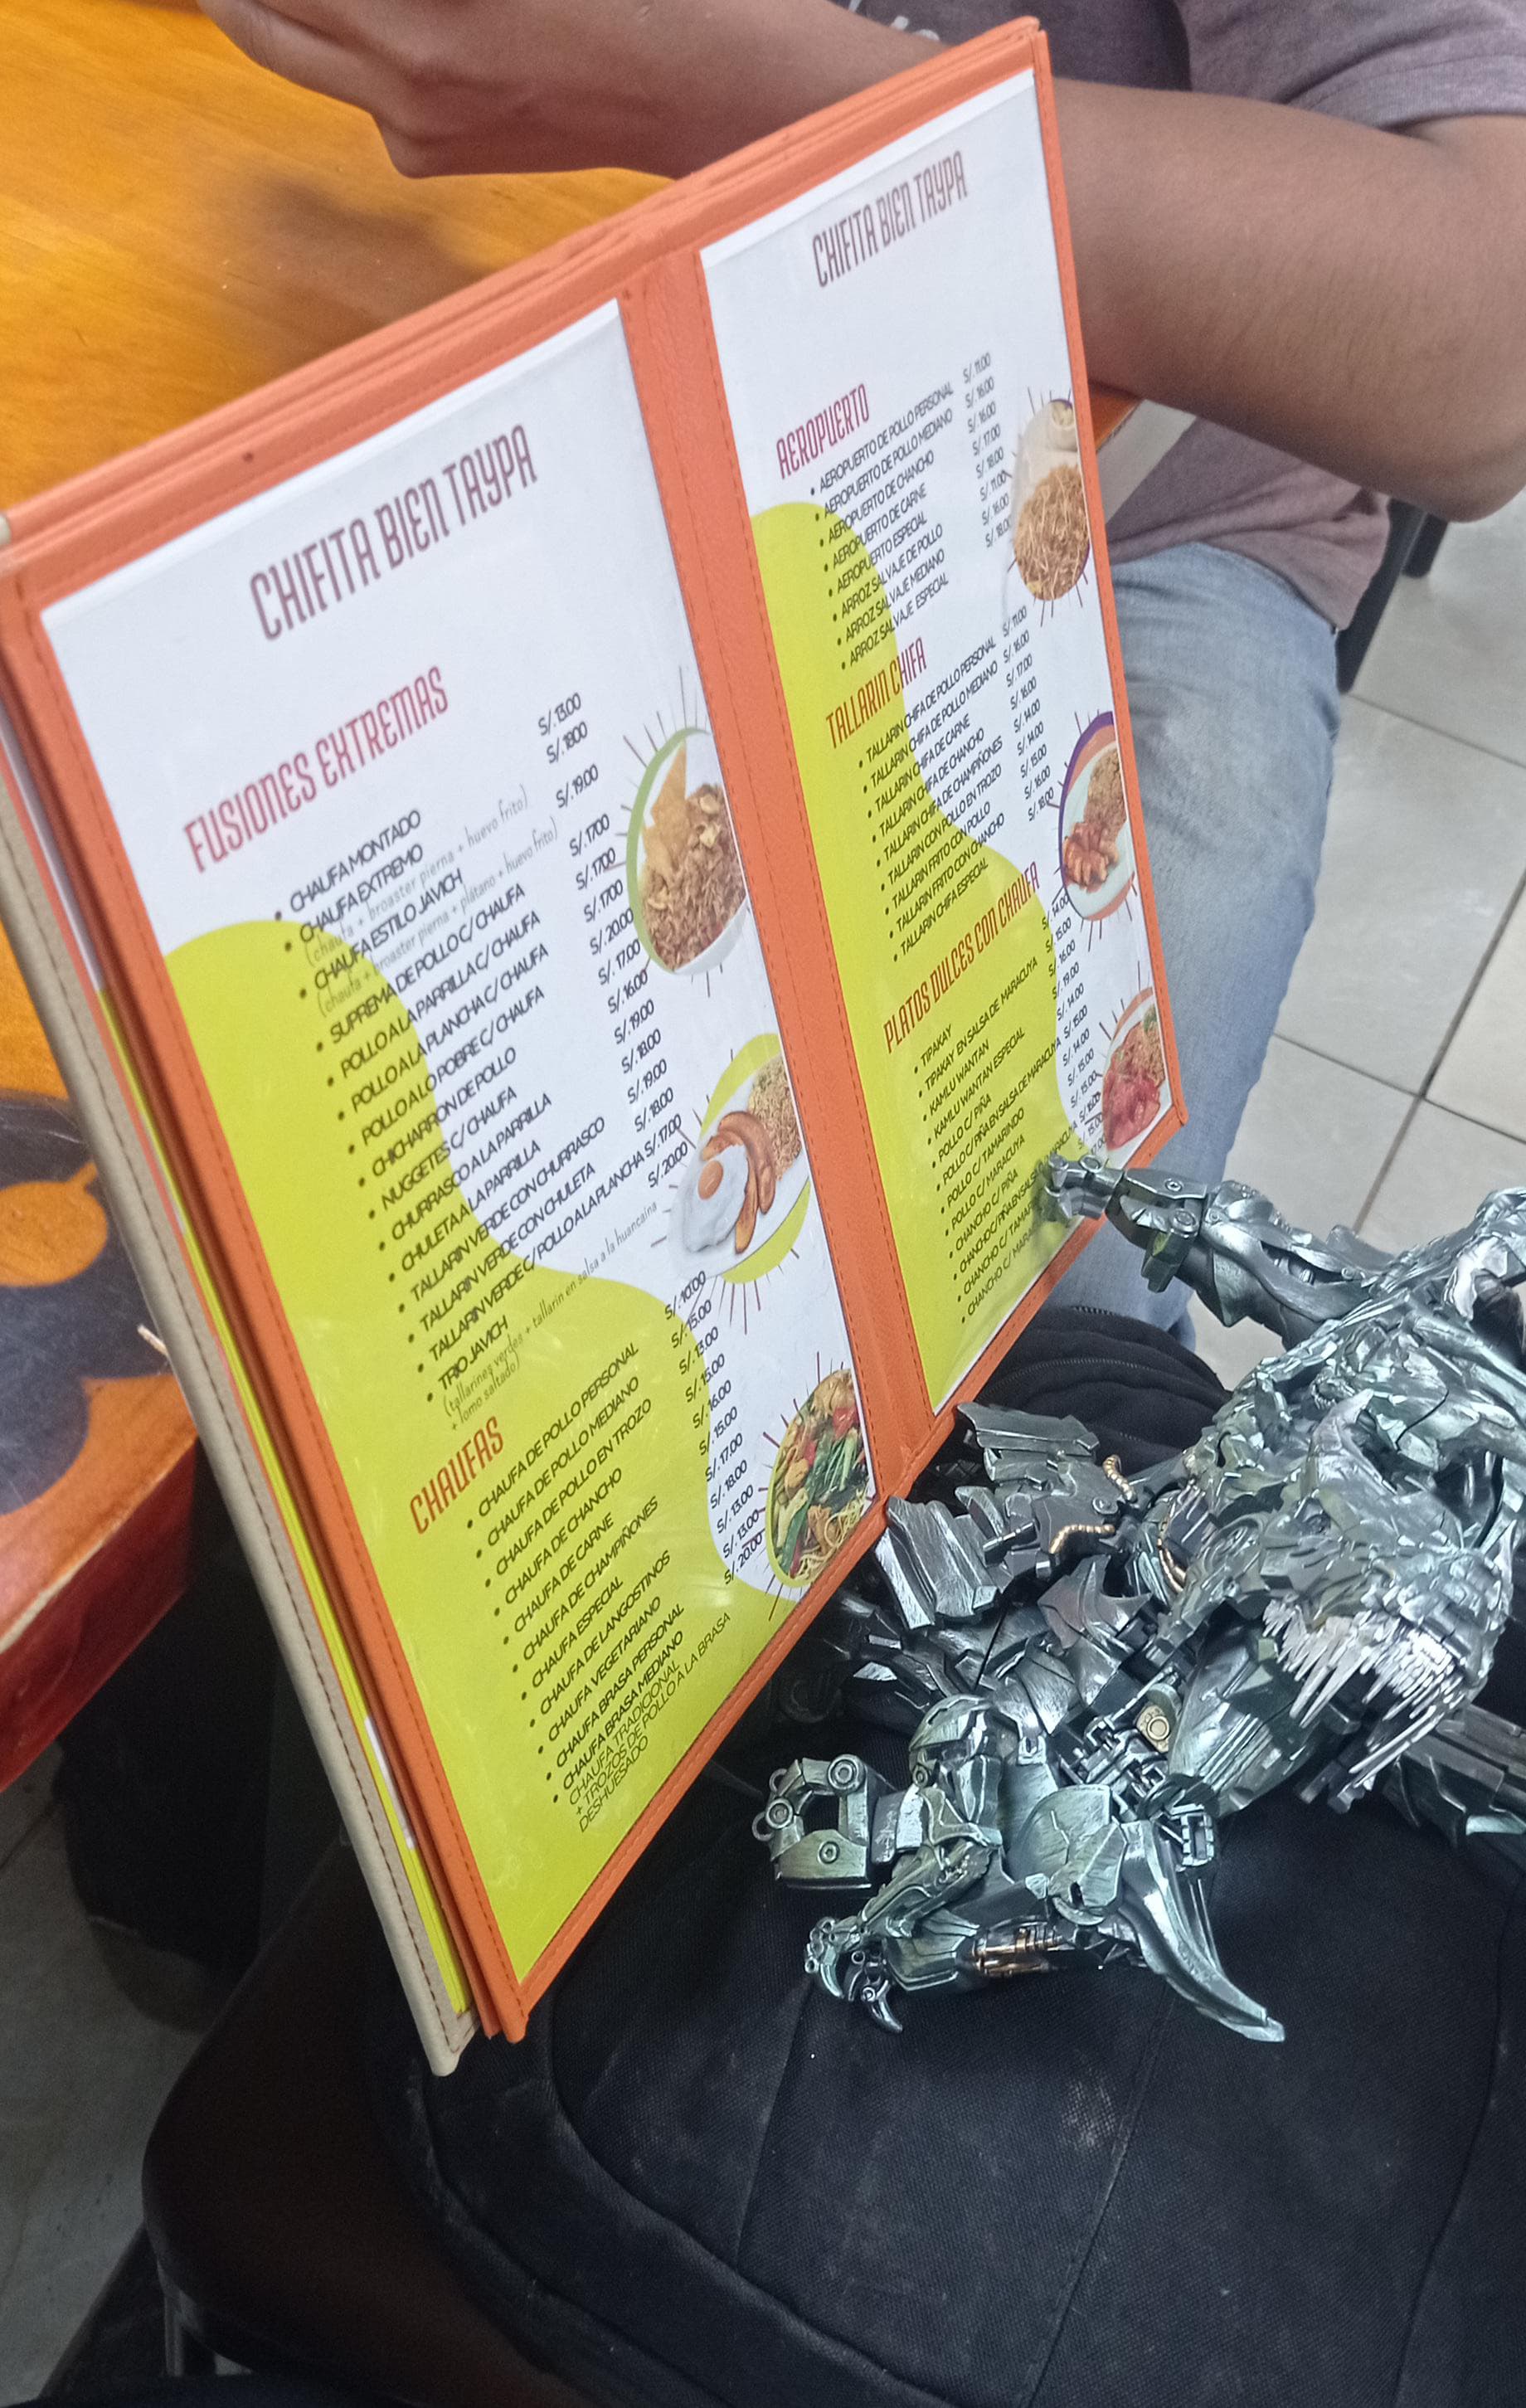 CHIFITA BIEN TAYPA
FUSIONES EXTREMAS
• CHAUFA MONTADO S/.13.00
• CHAUFA EXTREMO S/.18.00
(chaufa + broaster pierna + huevo frito)
• CHAUFA ESTILO JAVICH S/.19.00
(chaufa + broaster pierna + plátano + huevo frito)
• SUPREMA DE POLLO C/ CHAUFA S/.17.00
• POLLO A LA PARRILLA C/ CHAUFA S/.17.00
• POLLO A LA PLANCHA C/ CHAUFA S/.17.00
• POLLO A LO POBRE C/ CHAUFA S/.20.00
• CHICHARRON DE POLLO S/.17.00
• NUGGETES C/ CHAUFA S/.16.00
• CHURRASCO A LA PARRILLA S/.19.00
• CHULETA A LA PARRILLA S/.18.00
• TALLARIN VERDE CON CHURRASCO S/.19.00
• TALLARIN VERDE CON CHULETA S/.18.00
• TALLARIN VERDE C/ POLLO A LA PLANCHA S/.17.00
• TRIO JAVICH S/.20.00
(tallarines verdes + tallarin en salsa a la huancaina
+ lomo saltado)
CHAUFAS
• CHAUFA DE POLLO PERSONAL S/.10.00
• CHAUFA DE POLLO MEDIANO S/.15.00
• CHAUFA DE POLLO EN TROZO S/.13.00
• CHAUFA DE CHANCHO S/.15.00
• CHAUFA DE CARNE S/.16.00
• CHAUFA DE CHAMPIÑONES S/.15.00
• CHAUFA ESPECIAL S/.17.00
• CHAUFA DE LANGOSTINOS S/.18.00
• CHAUFA VEGETARIANO S/.13.00
• CHAUFA BRASA PERSONAL S/.13.00
• CHAUFA BRASA MEDIANO S/.20.00
• CHAUFA TRADICIONAL
+ TROZOS DE POLLO A LA BRASA
DESHUESADO
CHIFITA BIEN TAYPA
AEROPUERTO
• AEROPUERTO DE POLLO PERSONAL S/.11.00
• AEROPUERTO DE POLLO MEDIANO S/.16.00
• AEROPUERTO DE CHANCHO S/.16.00
• AEROPUERTO DE CARNE S/.17.00
• AEROPUERTO ESPECIAL S/.18.00
• ARROZ SALVAJE DE POLLO S/.11.00
• ARROZ SALVAJE MEDIANO S/.16.00
• ARROZ SALVAJE ESPECIAL S/.18.00
TALLARIN CHIFA
• TALLARIN CHIFA DE POLLO PERSONAL S/.11.00
• TALLARIN CHIFA DE POLLO MEDIANO S/.16.00
• TALLARIN CHIFA DE CARNE S/.17.00
• TALLARIN CHIFA DE CHANCHO S/.16.00
• TALLARIN CHIFA DE CHAMPIÑONES S/.14.00
• TALLARIN CON POLLO EN TROZO S/.14.00
• TALLARIN FRITO CON POLLO S/.15.00
• TALLARIN FRITO CON CHANCHO S/.16.00
• TALLARIN CHIFA ESPECIAL S/.18.00
PLATOS DULCES CON CHAUFA
• TIPAKAY S/.14.00
• TIPAKAY EN SALSA DE MARACUYA S/.15.00
• KAMLU WANTAN S/.16.00
• KAMLU WANTAN ESPECIAL S/.19.00
• POLLO C/ PIÑA S/.14.00
• POLLO C/ PIÑA EN SALSA DE MARACUYA S/.15.00
• POLLO C/ TAMARINDO S/.14.00
• POLLO C/ MARACUYA S/.15.00
• CHANCHO C/ PIÑA S/.15.00
• CHANCHO C/ PIÑA EN SALSA MARACUYA
• CHANCHO C/
• CHANCHO C/